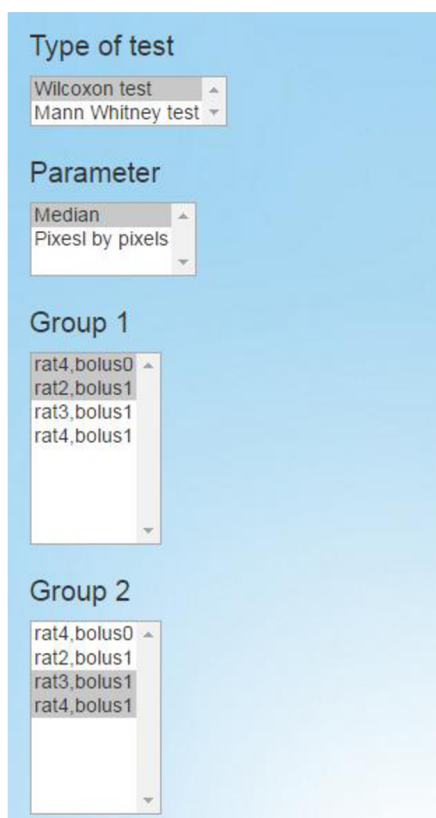 Type of test
Wilcoxon test
Mann Whitney test
Parameter
Median
Pixesl by pixels
Group 1
rat4,bolus0
rat2,bolus1
rat3,bolus1
rat4,bolus1
Group 2
rat4,bolus0
rat2,bolus1
rat3,bolus1
rat4,bolus1